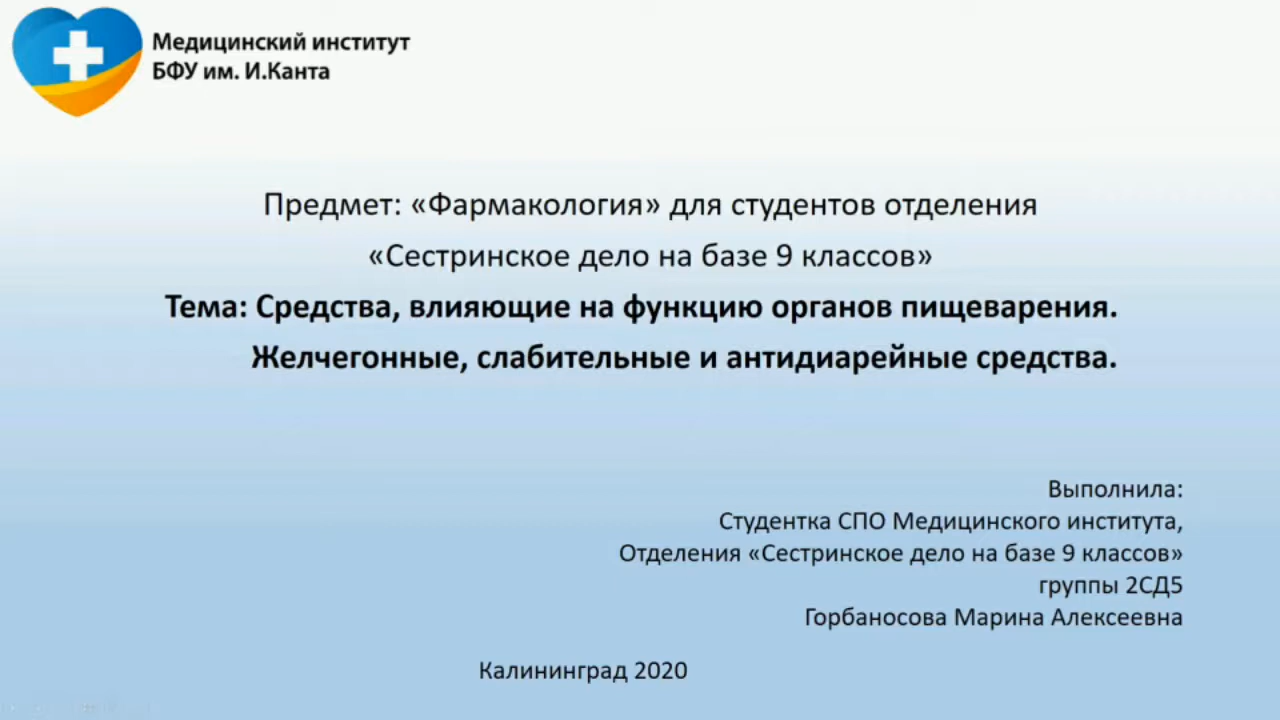 Медицинский институт
БФУ им. И.Канта
Предмет: «Фармакология» для студентов отделения
«Сестринское дело на базе 9 классов»
Тема: Средства, влияющие на функцию органов пищеварения.
Желчегонные, слабительные и антидиарейные средства.
Выполнила:
Студентка СПО Медицинского института,
Отделения «Сестринское дело на базе 9 классов»
группы 2СД5
Горбаносова Марина Алексеевна
Калининград 2020